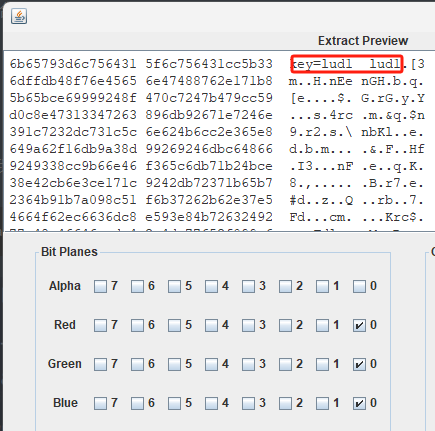 Extract Preview
6b65793d6c756431 5f6c756431cc5b33 key=lud1_lud1.[3
6dffdb48f76e4565 6e47488762e171b8 m..H.nEe nGH.b.q.
5b65bce69999248f 470c7247b479cc59 [e....$. G.rG.y.Y
d0c8e47313347263 896db92671e7246e ...s.4rc .m.&q.$n
391c7232dc731c5c 6e624b6cc2e365e8 9.r2.s.\ nbKl..e.
649a62f16db9a38d 99269246dbc64866 d.b.m... .&.F..Hf
9249338cc9b66e46 f365c6db71b24bce .I3...nF .e..q.K.
38e42cb6e3ce171c 9242db72371b65b7 8.,..... .B.r7.e.
2364b91b7a098c51 f6b37262b62e37e5 #d..z..Q ..rb..7.
4664f62ec6636dc8 e593e84b72632492 Fd...cm. ...Krc$.
Bit Planes
Alpha 7 6 5 4 3 2 1 0
Red 7 6 5 4 3 2 1 0
Green 7 6 5 4 3 2 1 0
Blue 7 6 5 4 3 2 1 0